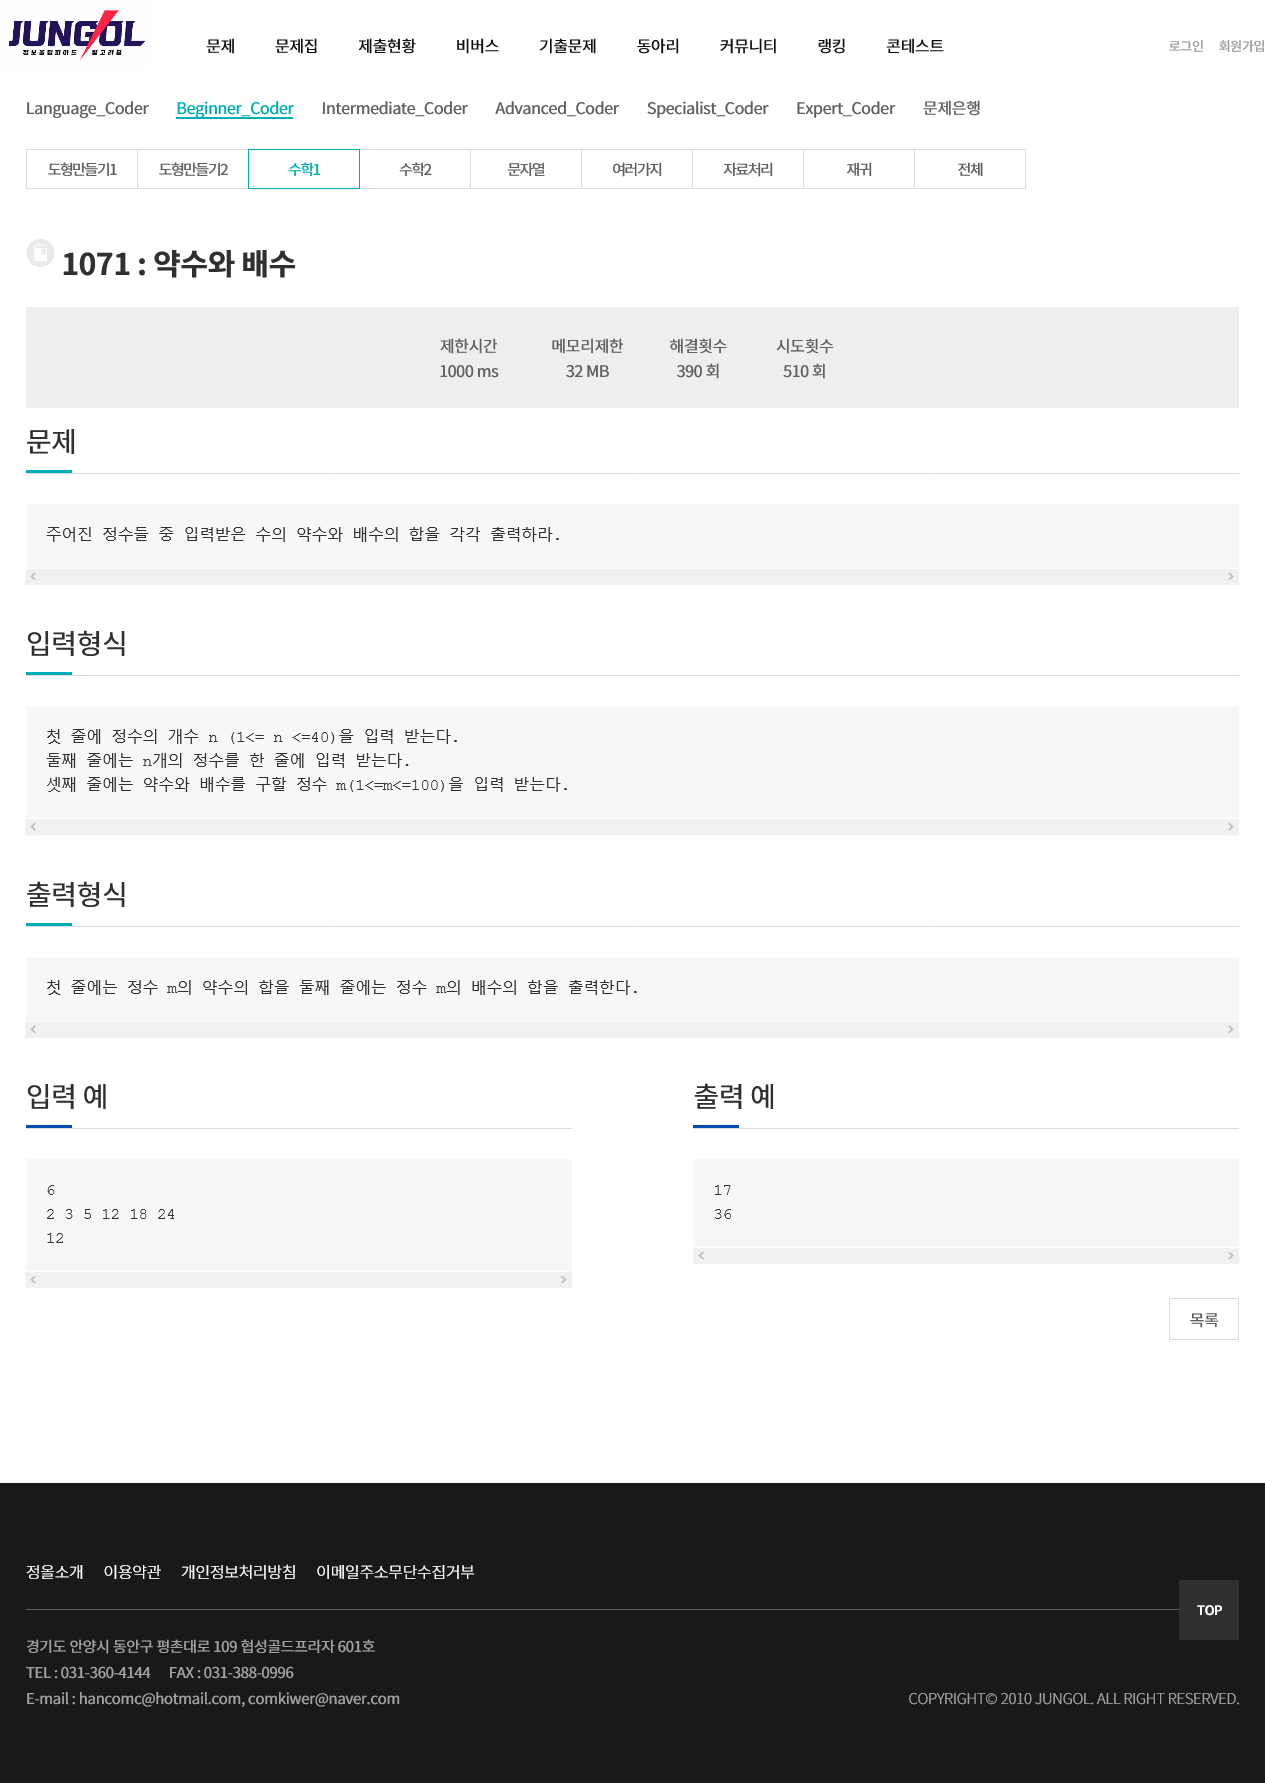 JUNGOL
정보올림피아드 알고리즘
문제 문제집 제출현황 비버스 기출문제 동아리 커뮤니티 랭킹 콘테스트 로그인 회원가입
Language_Coder Beginner_Coder Intermediate_Coder Advanced_Coder Specialist_Coder Expert_Coder 문제은행
도형만들기1 도형만들기2 수학1 수학2 문자열 여러가지 자료처리 재귀 전체
1071 : 약수와 배수
제한시간 메모리제한 해결횟수 시도횟수
1000 ms 32 MB 390 회 510 회
문제
주어진 정수들 중 입력받은 수의 약수와 배수의 합을 각각 출력하라.
입력형식
첫 줄에 정수의 개수 n (1<= n <=40)을 입력 받는다.
둘째 줄에는 n개의 정수를 한 줄에 입력 받는다.
셋째 줄에는 약수와 배수를 구할 정수 m(1<=m<=100)을 입력 받는다.
출력형식
첫 줄에는 정수 m의 약수의 합을 둘째 줄에는 정수 m의 배수의 합을 출력한다.
입력 예
6
2 3 5 12 18 24
12
출력 예
17
36
목록
정올소개 이용약관 개인정보처리방침 이메일주소무단수집거부
TOP
경기도 안양시 동안구 평촌대로 109 협성골드프라자 601호
TEL : 031-360-4144 FAX : 031-388-0996
E-mail : hancomc@hotmail.com, comkiwer@naver.com
COPYRIGHT© 2010 JUNGOL. ALL RIGHT RESERVED.